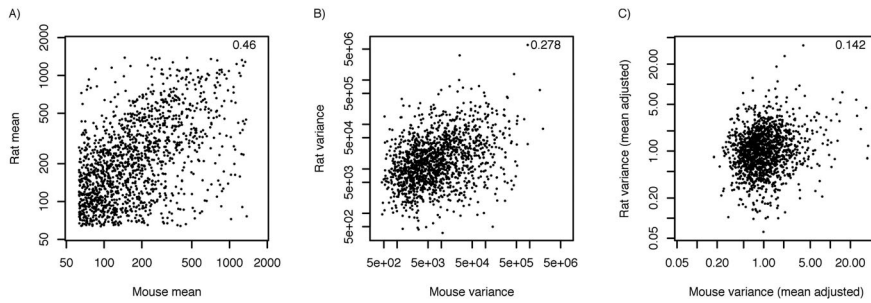 A)
0.46
Rat mean
2000
1000
500
200
100
50
50 100 200 500 1000 2000
Mouse mean
B)
0.278
Rat variance
5e+06
5e+05
5e+04
5e+03
5e+02
5e+02 5e+03 5e+04 5e+05 5e+06
Mouse variance
C)
0.142
Rat variance (mean adjusted)
20.00
5.00
1.00
0.20
0.05
0.05 0.20 1.00 5.00 20.00
Mouse variance (mean adjusted)